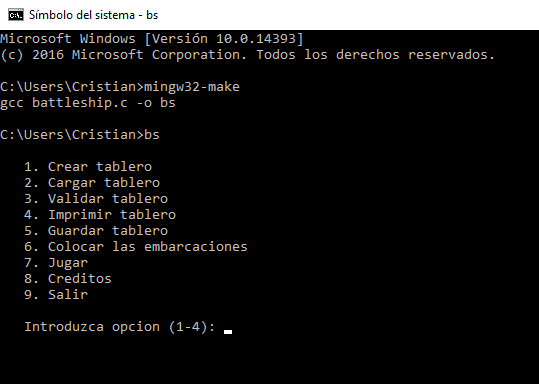 Símbolo del sistema - bs
Microsoft Windows [Versión 10.0.14393]
(c) 2016 Microsoft Corporation. Todos los derechos reservados.
C:\Users\Cristian>mingw32-make
gcc battleship.c -o bs
C:\Users\Cristian>bs
1. Crear tablero
2. Cargar tablero
3. Validar tablero
4. Imprimir tablero
5. Guardar tablero
6. Colocar las embarcaciones
7. Jugar
8. Creditos
9. Salir
Introduzca opcion (1-4):